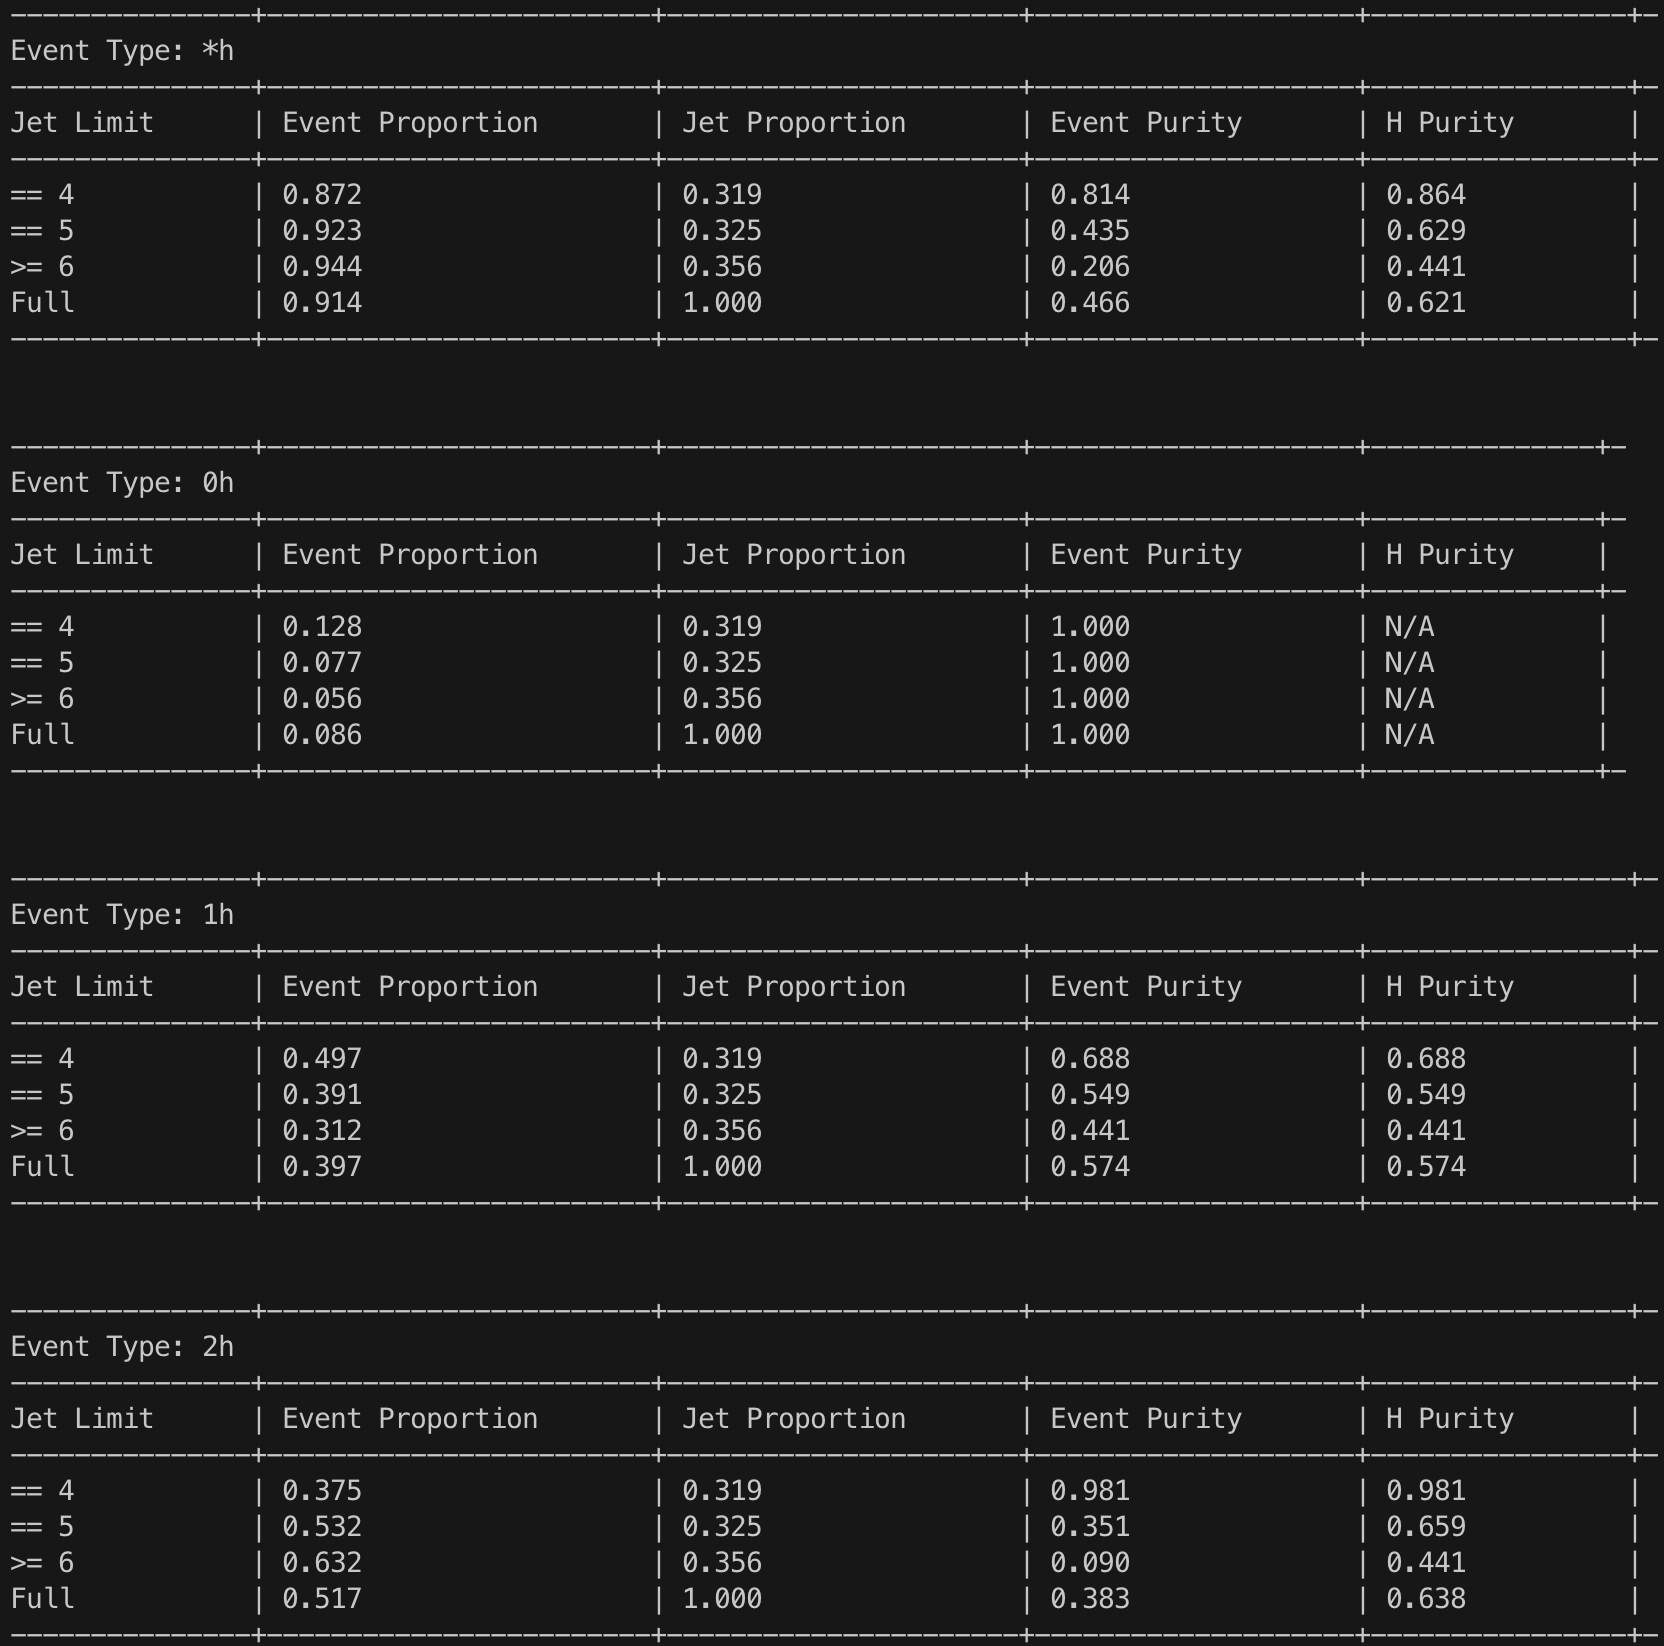 ---------------+------------------------+----------------------+--------------------+----------------+-
Event Type: *h
---------------+------------------------+----------------------+--------------------+----------------+-
Jet Limit      | Event Proportion       | Jet Proportion       | Event Purity       | H Purity       |
---------------+------------------------+----------------------+--------------------+----------------+-
== 4           | 0.872                  | 0.319                | 0.814              | 0.864          |
== 5           | 0.923                  | 0.325                | 0.435              | 0.629          |
>= 6           | 0.944                  | 0.356                | 0.206              | 0.441          |
Full           | 0.914                  | 1.000                | 0.466              | 0.621          |
---------------+------------------------+----------------------+--------------------+----------------+-
---------------+------------------------+----------------------+--------------------+--------------+-
Event Type: 0h
---------------+------------------------+----------------------+--------------------+--------------+-
Jet Limit      | Event Proportion       | Jet Proportion       | Event Purity       | H Purity     |
---------------+------------------------+----------------------+--------------------+--------------+-
== 4           | 0.128                  | 0.319                | 1.000              | N/A          |
== 5           | 0.077                  | 0.325                | 1.000              | N/A          |
>= 6           | 0.056                  | 0.356                | 1.000              | N/A          |
Full           | 0.086                  | 1.000                | 1.000              | N/A          |
---------------+------------------------+----------------------+--------------------+--------------+-
---------------+------------------------+----------------------+--------------------+----------------+-
Event Type: 1h
---------------+------------------------+----------------------+--------------------+----------------+-
Jet Limit      | Event Proportion       | Jet Proportion       | Event Purity       | H Purity       |
---------------+------------------------+----------------------+--------------------+----------------+-
== 4           | 0.497                  | 0.319                | 0.688              | 0.688          |
== 5           | 0.391                  | 0.325                | 0.549              | 0.549          |
>= 6           | 0.312                  | 0.356                | 0.441              | 0.441          |
Full           | 0.397                  | 1.000                | 0.574              | 0.574          |
---------------+------------------------+----------------------+--------------------+----------------+-
---------------+------------------------+----------------------+--------------------+----------------+-
Event Type: 2h
---------------+------------------------+----------------------+--------------------+----------------+-
Jet Limit      | Event Proportion       | Jet Proportion       | Event Purity       | H Purity       |
---------------+------------------------+----------------------+--------------------+----------------+-
== 4           | 0.375                  | 0.319                | 0.981              | 0.981          |
== 5           | 0.532                  | 0.325                | 0.351              | 0.659          |
>= 6           | 0.632                  | 0.356                | 0.090              | 0.441          |
Full           | 0.517                  | 1.000                | 0.383              | 0.638          |
---------------+------------------------+----------------------+--------------------+----------------+-